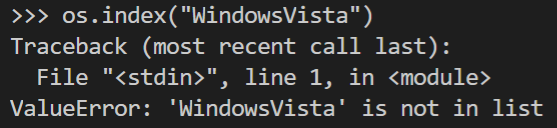 >>> os.index("WindowsVista")
Traceback (most recent call last):
  File "<stdin>", line 1, in <module>
ValueError: 'WindowsVista' is not in list